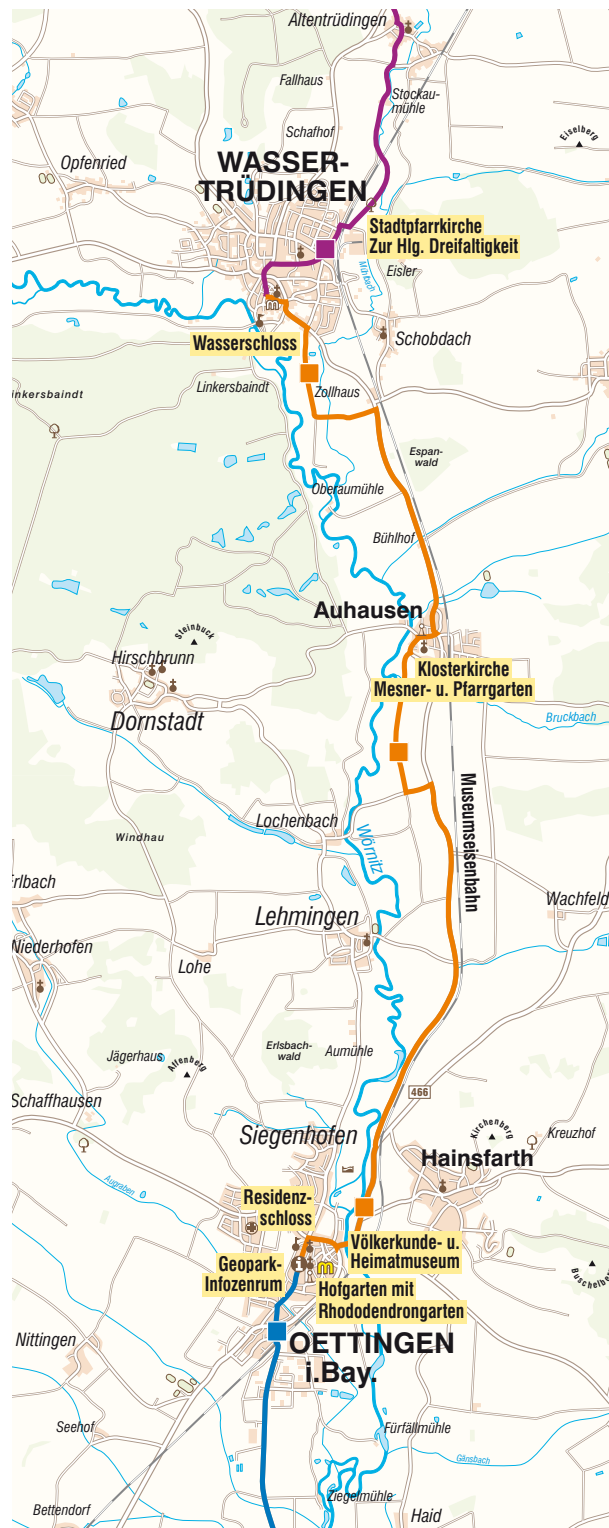 Altentrüdingen
Fallhaus
Stockau-
mühle
Schafhof
Eiselberg
Opfenried
WASSER-
TRÜDINGEN
Stadtpfarrkirche
Zur Hlg. Dreifaltigkeit
Mühlbach
Eisler
Wasserschloss
Schobdach
Linkersbaindt
Zollhaus
inkersbaindt
Espan-
wald
Oberaumühle
Bühlhof
Auhausen
Steinbuck
Hirschbrunn
Klosterkirche
Mesner- u. Pfarrgarten
Dornstadt
Bruckbach
Museumseisenbahn
Lochenbach
Windhau
Wörnitz
Erlbach
Wachfeld
Lehmingen
Niederhofen
Lohe
Erlsbach-
wald
Aumühle
Jägerhaus
Affenberg
466
Schaffhausen
Siegenhofen
Kirchenberg
Kreuzhof
Hainsfarth
Augraben
Residenz-
schloss
Völkerkunde- u.
Heimatmuseum
Geopark-
Infozenrum
Hofgarten mit
Rhododendrongarten
Buschelberg
Nittingen
OETTINGEN
i.Bay.
Seehof
Fürfällmühle
Gänsbach
Ziegelmühle
Bettendorf
Haid